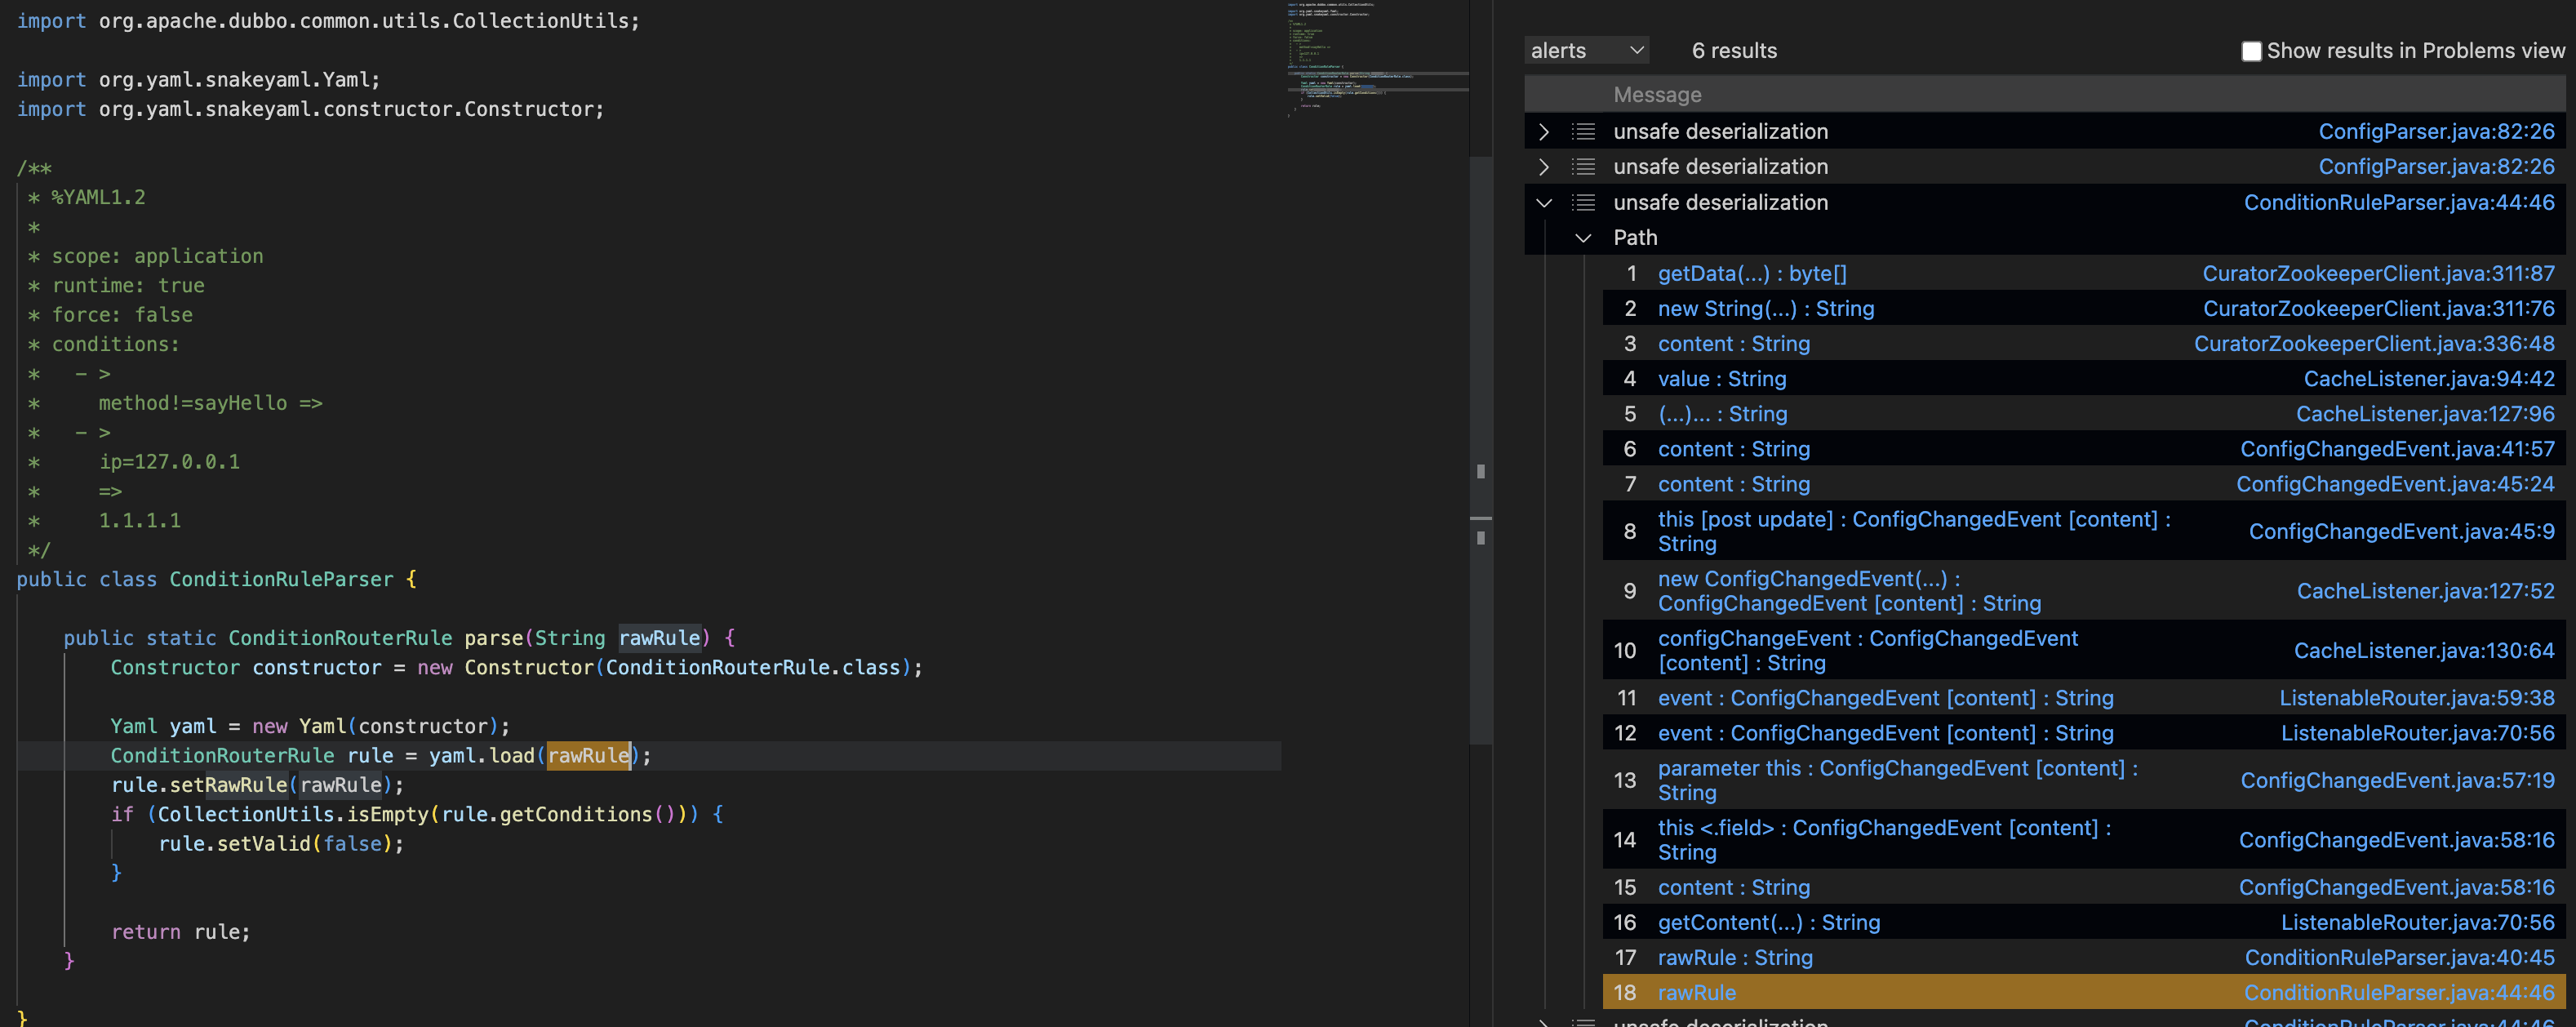 import org.apache.dubbo.common.utils.CollectionUtils;
import org.yaml.snakeyaml.Yaml;
import org.yaml.snakeyaml.constructor.Constructor;
/**
* %YAML1.2
*
* scope: application
* runtime: true
* force: false
* conditions:
*   - >
*     method!=sayHello =>
*   - >
*     ip=127.0.0.1
*     =>
*     1.1.1.1
*/
public class ConditionRuleParser {
public static ConditionRouterRule parse(String rawRule) {
Constructor constructor = new Constructor(ConditionRouterRule.class);
Yaml yaml = new Yaml(constructor);
ConditionRouterRule rule = yaml.load(rawRule);
rule.setRawRule(rawRule);
if (CollectionUtils.isEmpty(rule.getConditions())) {
rule.setValid(false);
}
return rule;
}
}
alerts 6 results Show results in Problems view
Message
unsafe deserialization ConfigParser.java:82:26
unsafe deserialization ConfigParser.java:82:26
unsafe deserialization ConditionRuleParser.java:44:46
Path
1 getData(...) : byte[] CuratorZookeeperClient.java:311:87
2 new String(...) : String CuratorZookeeperClient.java:311:76
3 content : String CuratorZookeeperClient.java:336:48
4 value : String CacheListener.java:94:42
5 (...)... : String CacheListener.java:127:96
6 content : String ConfigChangedEvent.java:41:57
7 content : String ConfigChangedEvent.java:45:24
8 this [post update] : ConfigChangedEvent [content] : ConfigChangedEvent.java:45:9
String
9 new ConfigChangedEvent(...) : CacheListener.java:127:52
ConfigChangedEvent [content] : String
10 configChangeEvent : ConfigChangedEvent CacheListener.java:130:64
[content] : String
11 event : ConfigChangedEvent [content] : String ListenableRouter.java:59:38
12 event : ConfigChangedEvent [content] : String ListenableRouter.java:70:56
13 parameter this : ConfigChangedEvent [content] : ConfigChangedEvent.java:57:19
String
14 this <.field> : ConfigChangedEvent [content] : ConfigChangedEvent.java:58:16
String
15 content : String ConfigChangedEvent.java:58:16
16 getContent(...) : String ListenableRouter.java:70:56
17 rawRule : String ConditionRuleParser.java:40:45
18 rawRule ConditionRuleParser.java:44:46
unsafe deserialization ConditionRuleParser.java:44:46